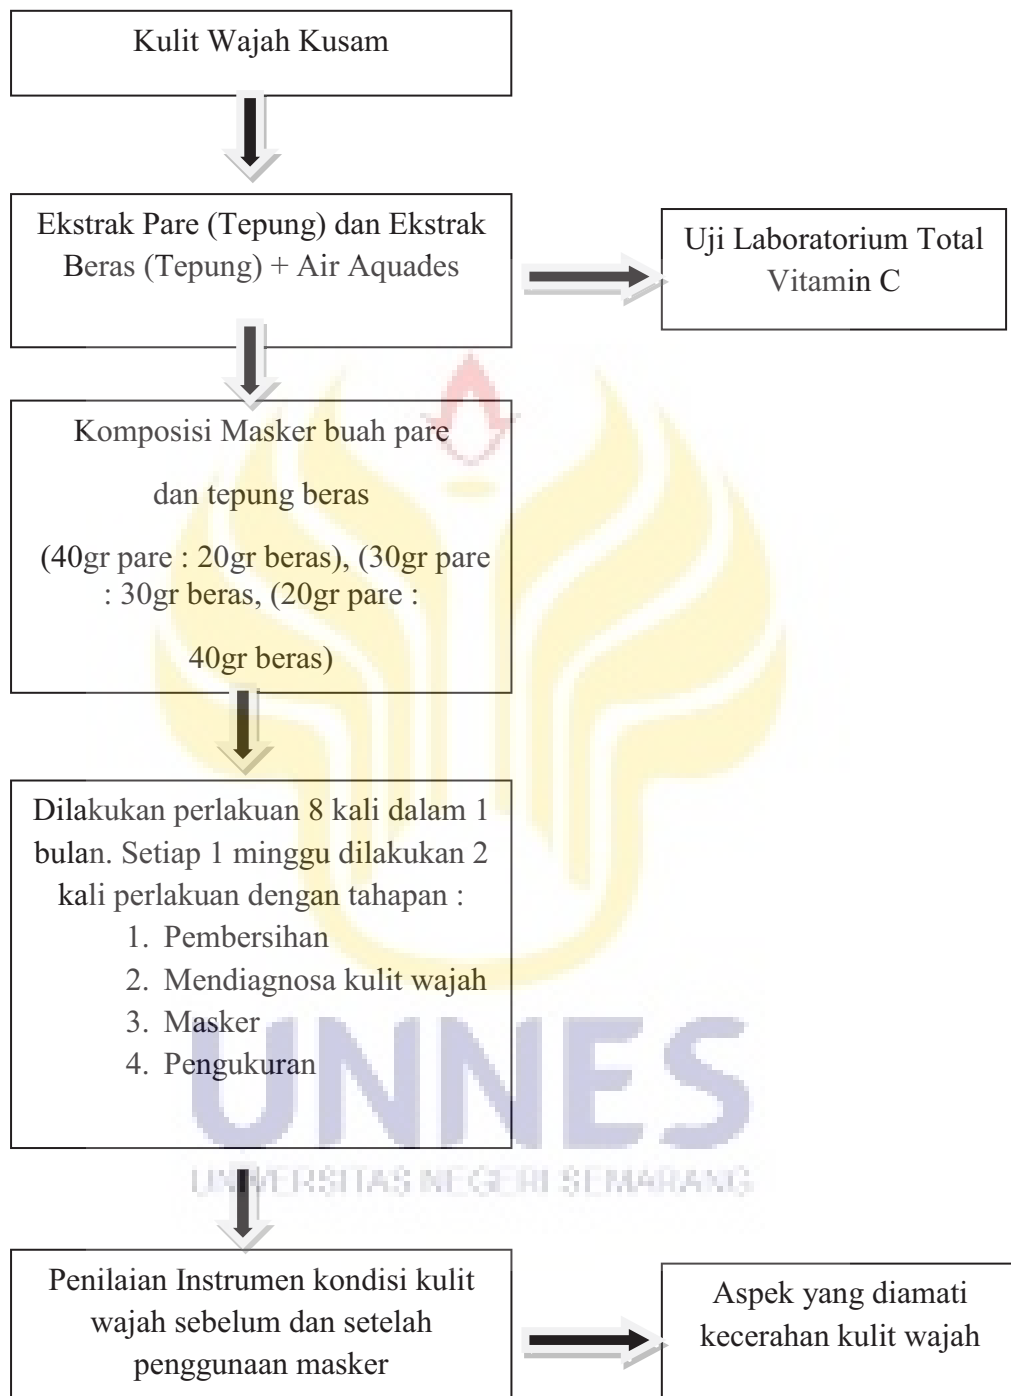 Kulit Wajah Kusam
Ekstrak Pare (Tepung) dan Ekstrak
Beras (Tepung) + Air Aquades
Uji Laboratorium Total
Vitamin C
Komposisi Masker buah pare
dan tepung beras
(40gr pare : 20gr beras), (30gr pare
: 30gr beras, (20gr pare :
40gr beras)
Dilakukan perlakuan 8 kali dalam 1
bulan. Setiap 1 minggu dilakukan 2
kali perlakuan dengan tahapan :
1. Pembersihan
2. Mendiagnosa kulit wajah
3. Masker
4. Pengukuran
UNNES
UNIVERSITAS NEGERI SEMARANG
Penilaian Instrumen kondisi kulit
wajah sebelum dan setelah
penggunaan masker
Aspek yang diamati
kecerahan kulit wajah